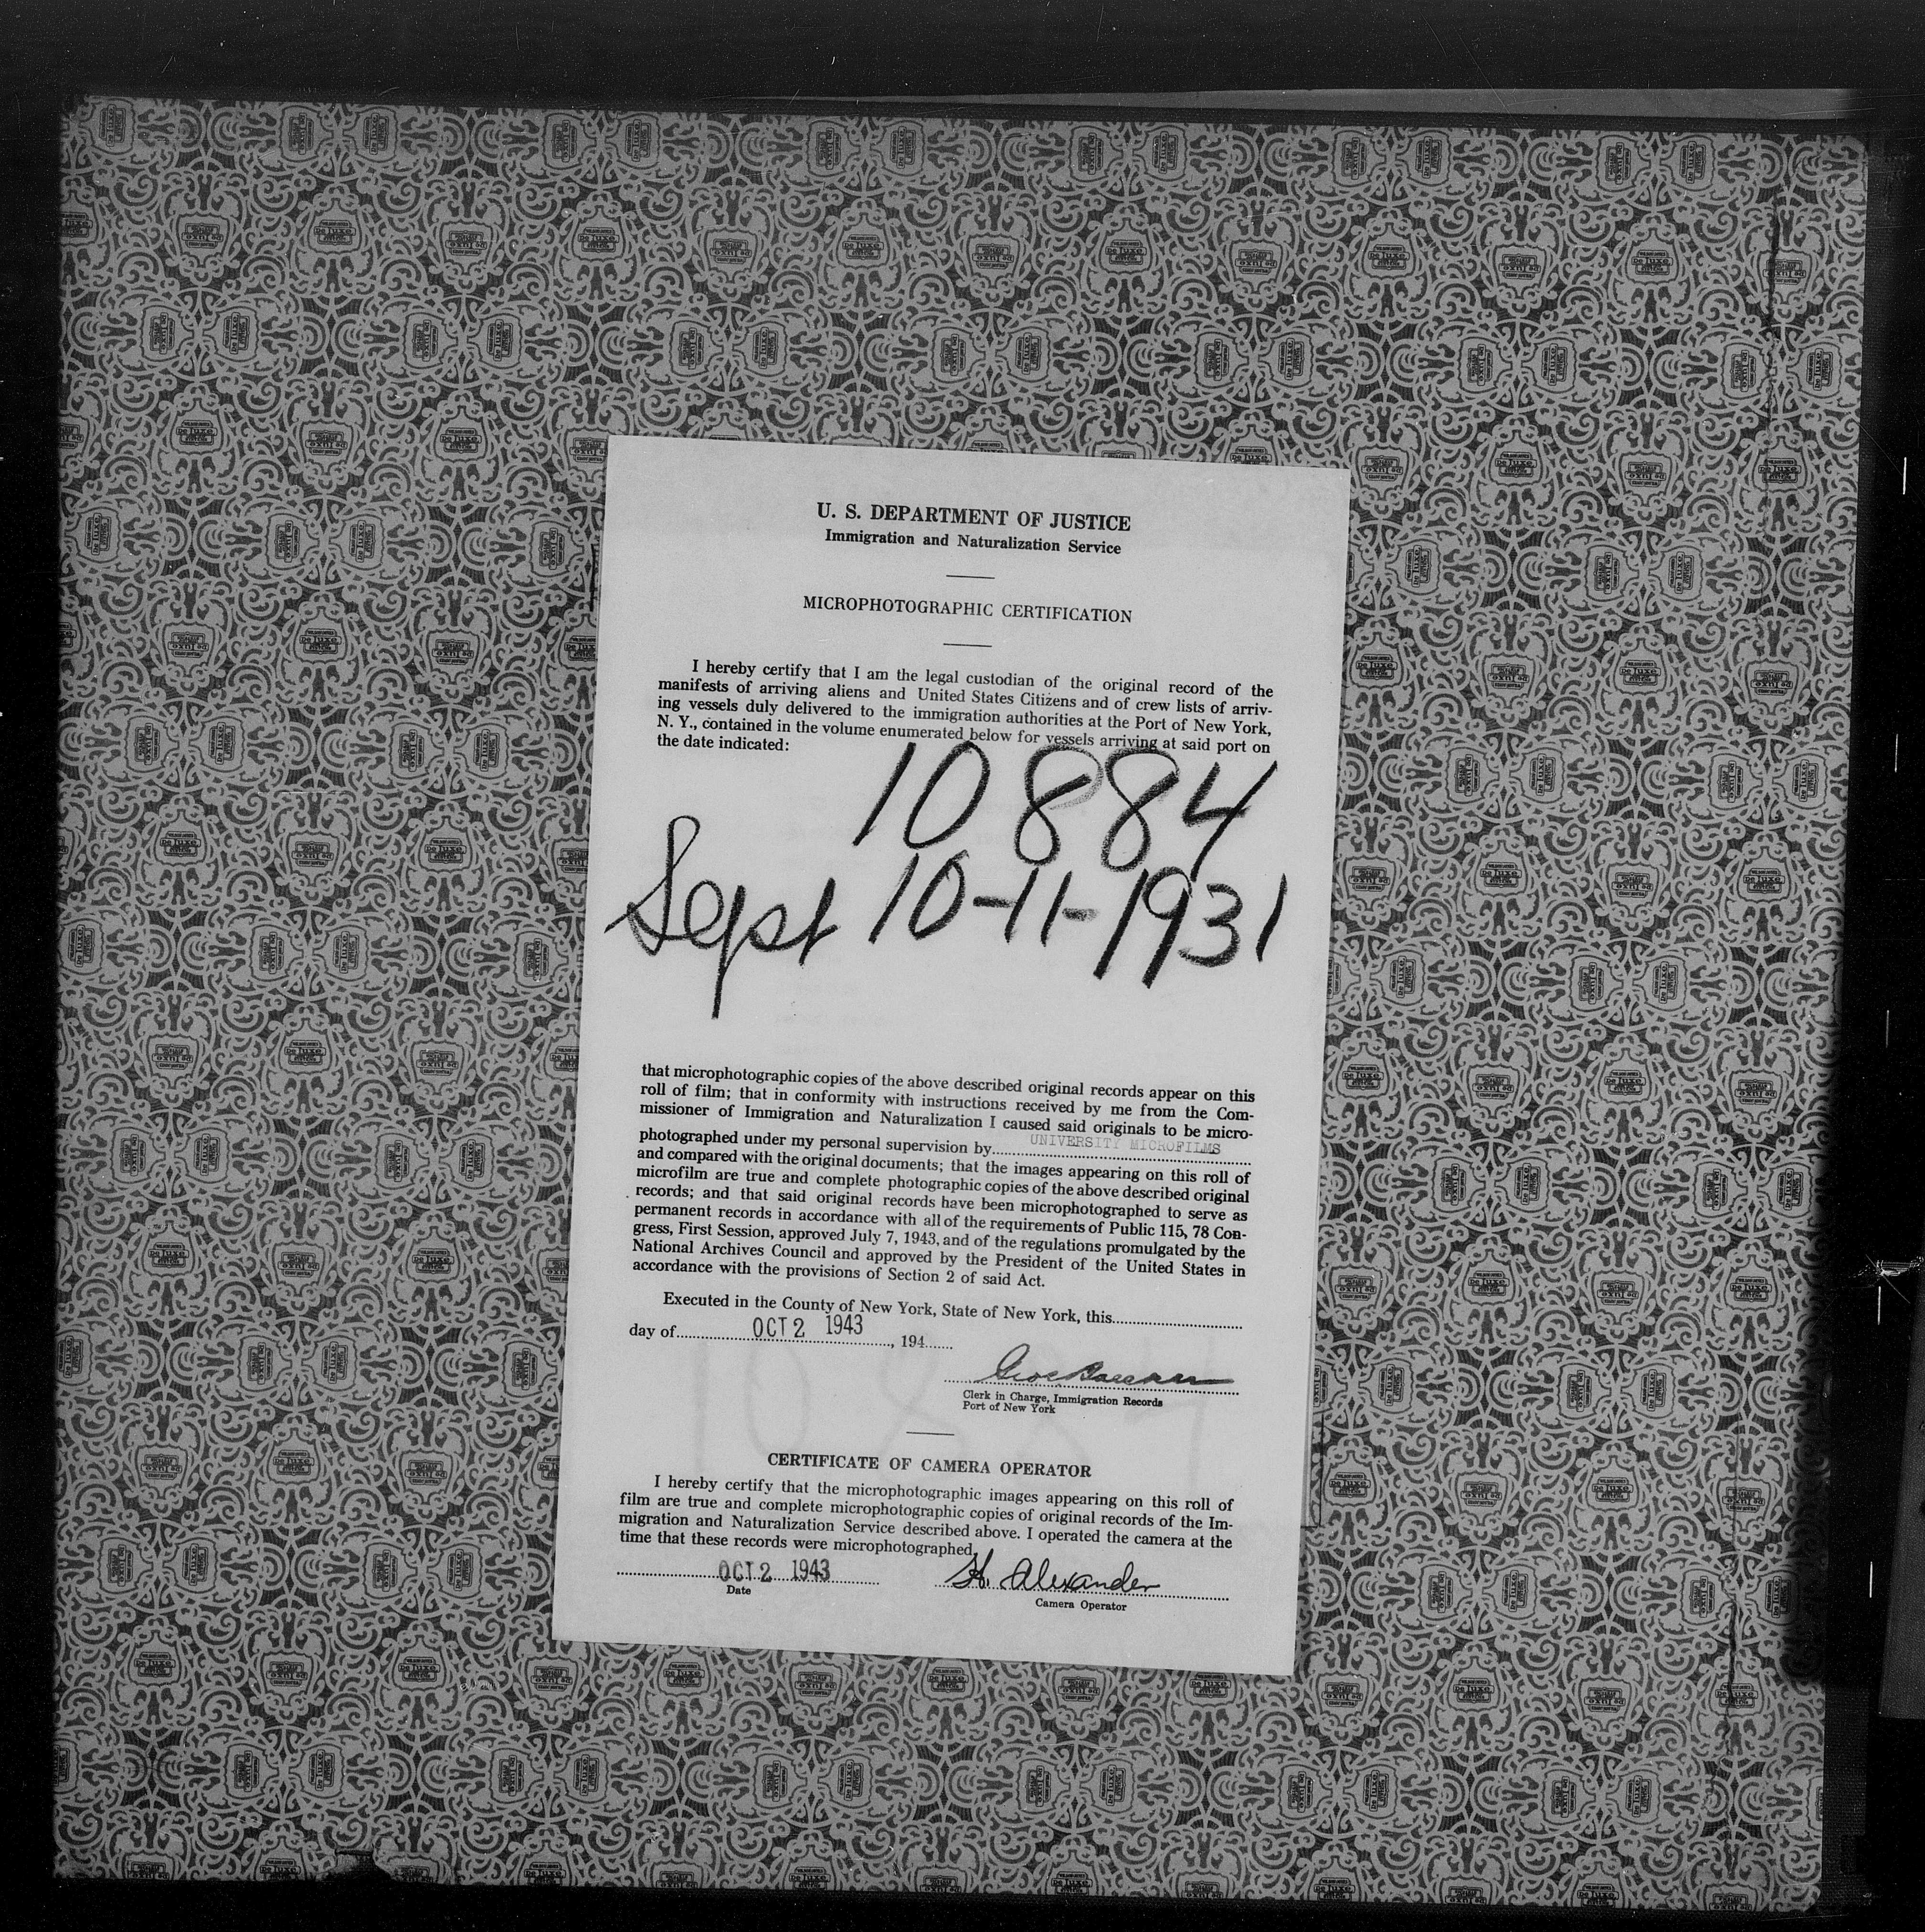 U. S. DEPARTMENT OF JUSTICE
Immigration and Naturalization Service
MICROPHOTOGRAPHIC CERTIFICATION
I hereby certify that I am the legal custodian of the original record of the
manifests of arriving aliens and United States Citizens and of crew lists of arriv-
ing vessels duly delivered to the immigration authorities at the Port of New York,
N. Y., contained in the volume enumerated below for vessels arriving at said port on
the date indicated:
10884
Sept 10-11-1931
that microphotographic copies of the above described original records appear on this
roll of film; that in conformity with instructions received by me from the Com-
missioner of Immigration and Naturalization I caused said originals to be micro-
photographed under my personal supervision by UNIVERSITY MICROFILMS
and compared with the original documents; that the images appearing on this roll of
microfilm are true and complete photographic copies of the above described original
records; and that said original records have been microphotographed to serve as
permanent records in accordance with all of the requirements of Public 115, 78 Con-
gress, First Session, approved July 7, 1943, and of the regulations promulgated by the
National Archives Council and approved by the President of the United States in
accordance with the provisions of Section 2 of said Act.
Executed in the County of New York, State of New York, this
day of OCT 2 1943, 194
Clerk in Charge, Immigration Records
Port of New York
CERTIFICATE OF CAMERA OPERATOR
I hereby certify that the microphotographic images appearing on this roll of
film are true and complete microphotographic copies of original records of the Im-
migration and Naturalization Service described above. I operated the camera at the
time that these records were microphotographed.
OCT 2 1943 H. Alexander
Date
Camera Operator